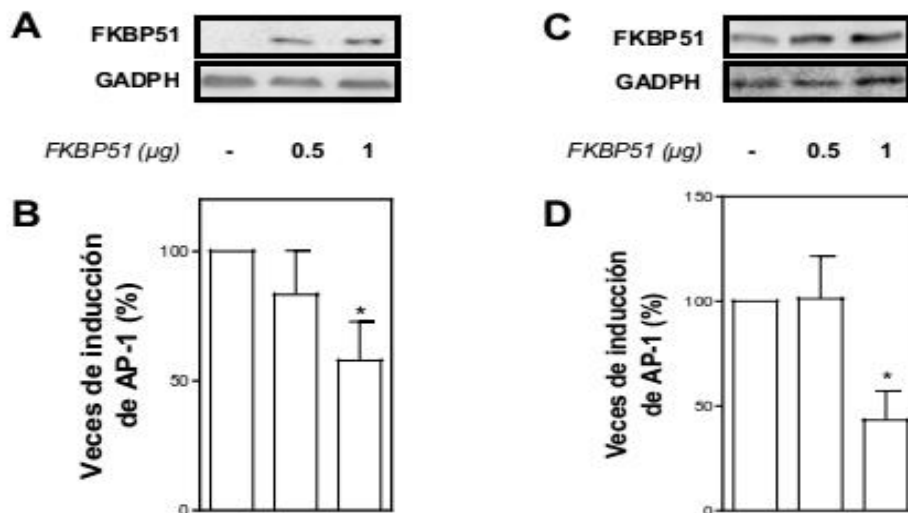 A
FKBP51
GADPH
FKBP51 (µg) - 0.5 1
B
Veces de inducción
de AP-1 (%)
100
50
0
*
C
FKBP51
GADPH
FKBP51 (µg) - 0.5 1
D
Veces de inducción
de AP-1 (%)
150
100
50
0
*